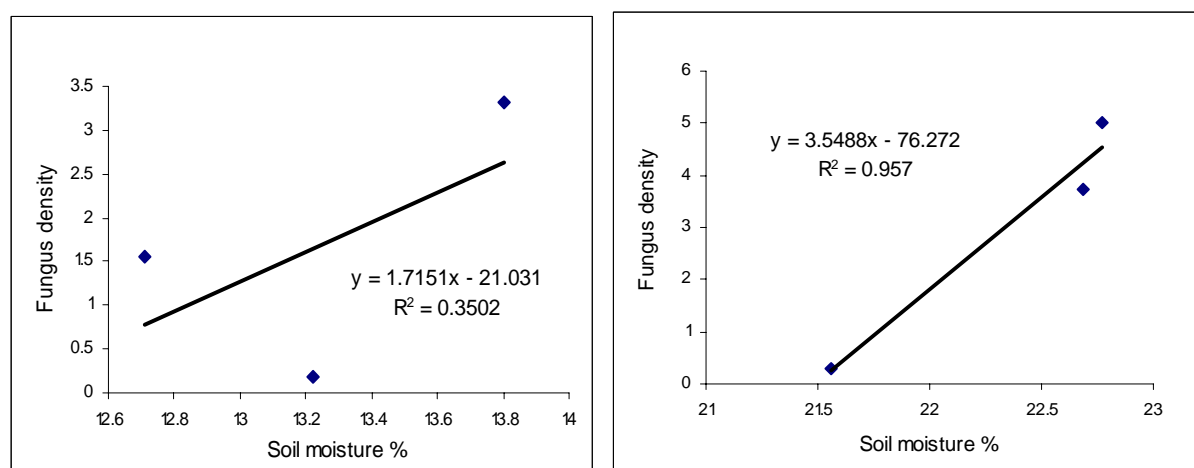 3.5
3
2.5
2
1.5
1
0.5
0
Fungus density
y = 1.7151x - 21.031
R² = 0.3502
12.6 12.8 13 13.2 13.4 13.6 13.8 14
Soil moisture %
6
5
4
3
2
1
0
Fungus density
y = 3.5488x - 76.272
R² = 0.957
21 21.5 22 22.5 23
Soil moisture %